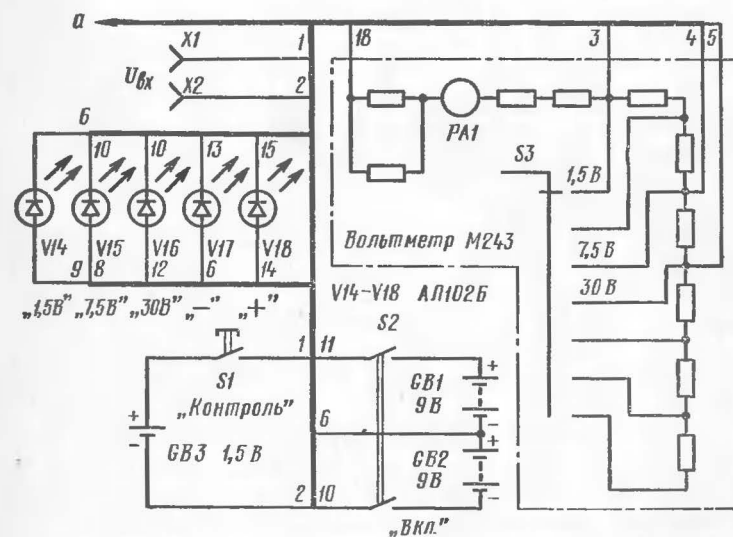 а
X1
1
18
3
4
5
Uвх
X2
2
PA1
6
10
10
13
15
S3
1,5 В
V14
V15
V16
V17
V18
Вольтметр М243
7,5 В
9
8
12
6
14
30 В
„1,5В"
„7,5В"
„30В"
„–"
„+"
V14–V18 АЛ102Б
S2
1
11
S1
„Контроль"
+
GB1
9 В
–
+
–
GB3 1,5 В
6
+
GB2
9 В
–
2
10
„Вкл."